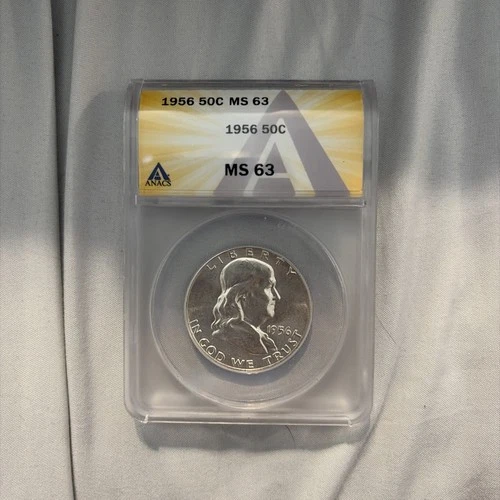 1956 50C MS 63
1956 50C
MS 63
ANACS
LIBERTY
1956
IN GOD WE TRUST